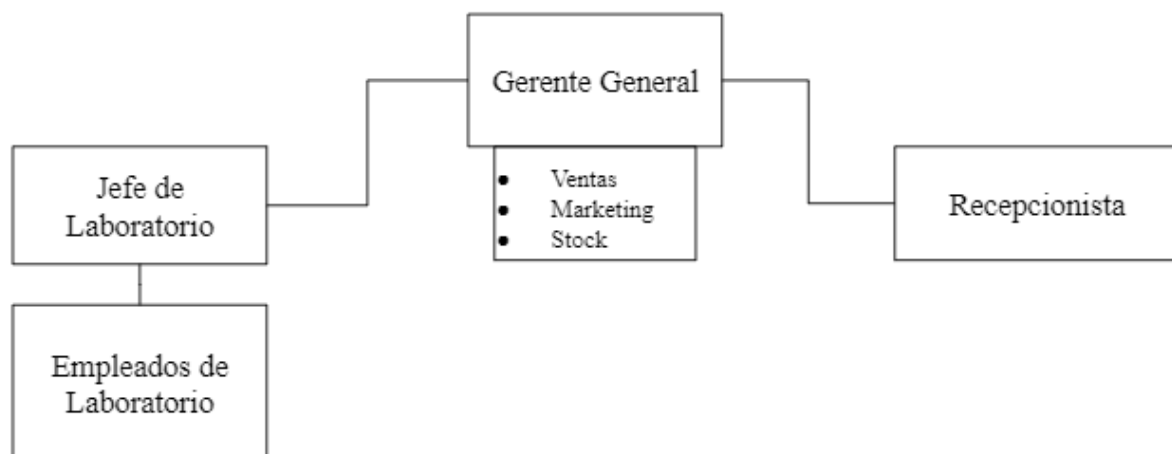 Gerente General
● Ventas
● Marketing
● Stock
Jefe de
Laboratorio
Recepcionista
Empleados de
Laboratorio